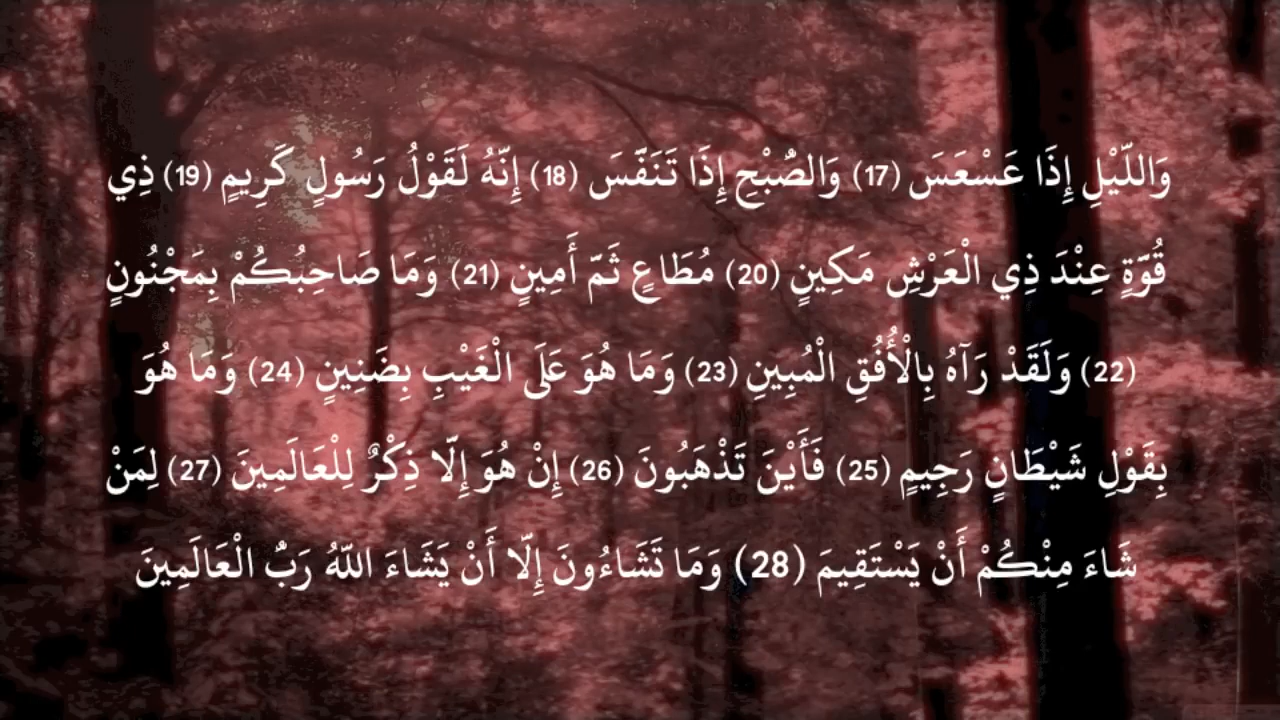 وَاللَّيْلِ إِذَا عَسْعَسَ (17) وَالصُّبْحِ إِذَا تَنَفَّسَ (18) إِنَّهُ لَقَوْلُ رَسُولٍ كَرِيمٍ (19) ذِي
قُوَّةٍ عِنْدَ ذِي الْعَرْشِ مَكِينٍ (20) مُطَاعٍ ثَمَّ أَمِينٍ (21) وَمَا صَاحِبُكُمْ بِمَجْنُونٍ
(22) وَلَقَدْ رَآهُ بِالْأُفُقِ الْمُبِينِ (23) وَمَا هُوَ عَلَى الْغَيْبِ بِضَنِينٍ (24) وَمَا هُوَ
بِقَوْلِ شَيْطَانٍ رَجِيمٍ (25) فَأَيْنَ تَذْهَبُونَ (26) إِنْ هُوَ إِلَّا ذِكْرٌ لِلْعَالَمِينَ (27) لِمَنْ
شَاءَ مِنْكُمْ أَنْ يَسْتَقِيمَ (28) وَمَا تَشَاءُونَ إِلَّا أَنْ يَشَاءَ اللَّهُ رَبُّ الْعَالَمِينَ